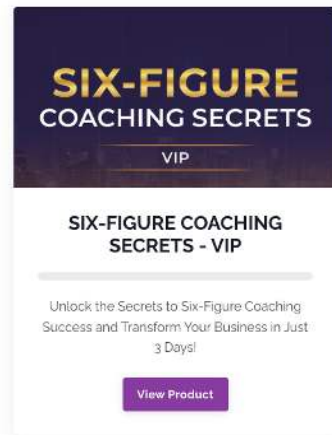 SIX-FIGURE
COACHING SECRETS
VIP
SIX-FIGURE COACHING
SECRETS - VIP
Unlock the Secrets to Six-Figure Coaching
Success and Transform Your Business in Just
3 Days!
View Product